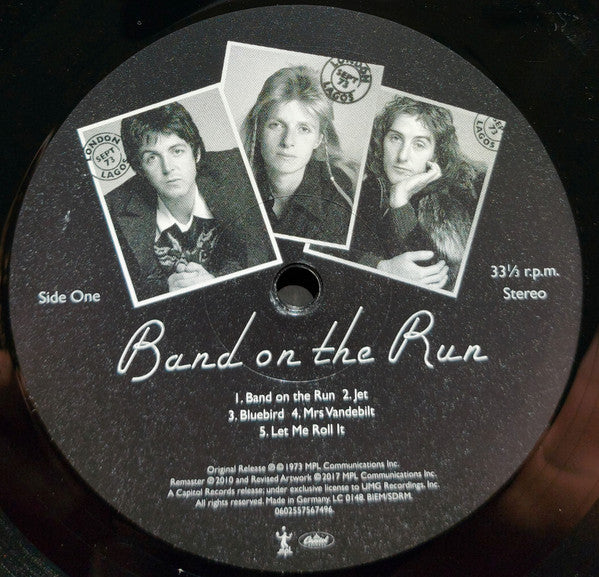 LONDON
SEPT
73
LAGOS
LONDON
SEPT
73
LAGOS
LAGOS
Side One
33⅓ r.p.m.
Stereo
Band on the Run
1. Band on the Run 2. Jet
3. Bluebird 4. Mrs Vandebilt
5. Let Me Roll It
Original Release ℗ © 1973 MPL Communications Inc.
Remaster ℗ 2010 and Revised Artwork © 2017 MPL Communications Inc.
A Capitol Records release; under exclusive license to UMG Recordings, Inc.
All rights reserved. Made in Germany. LC 0148. BIEM/SDRM.
0602557567496
Capitol